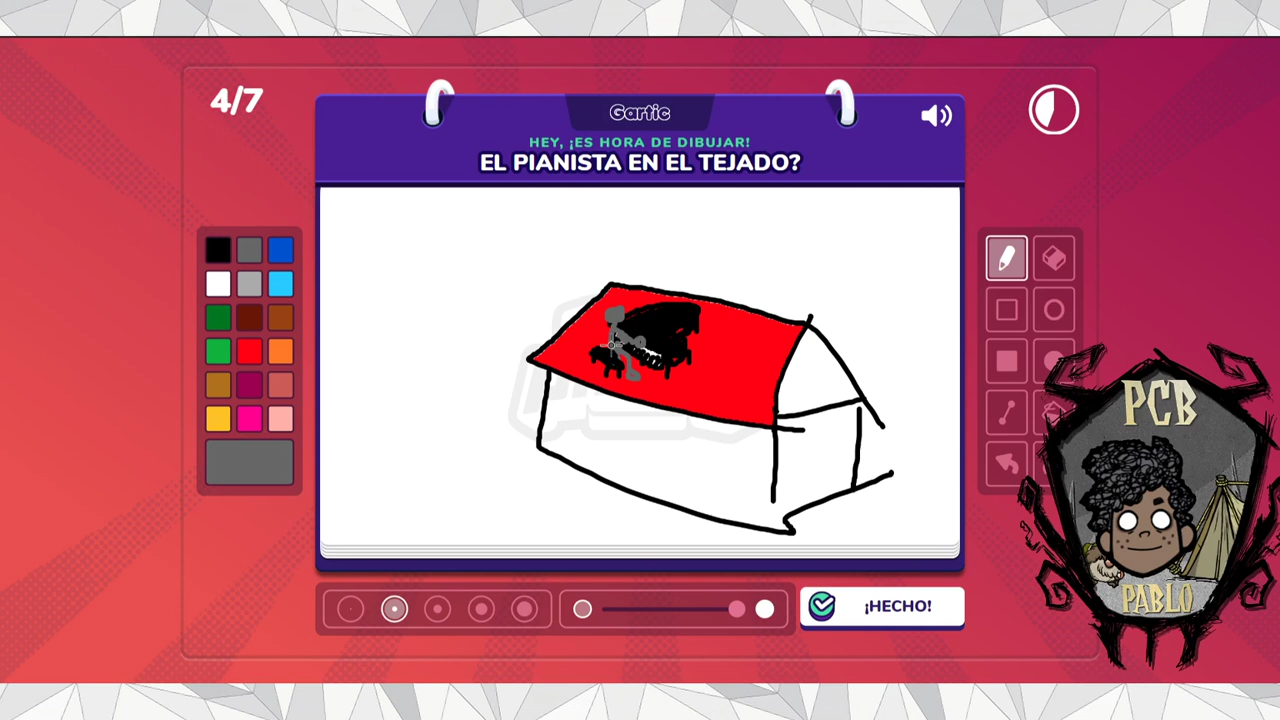 4/7
Gartic
HEY, ¡ES HORA DE DIBUJAR!
EL PIANISTA EN EL TEJADO?
¡HECHO!
PCB
PABLO